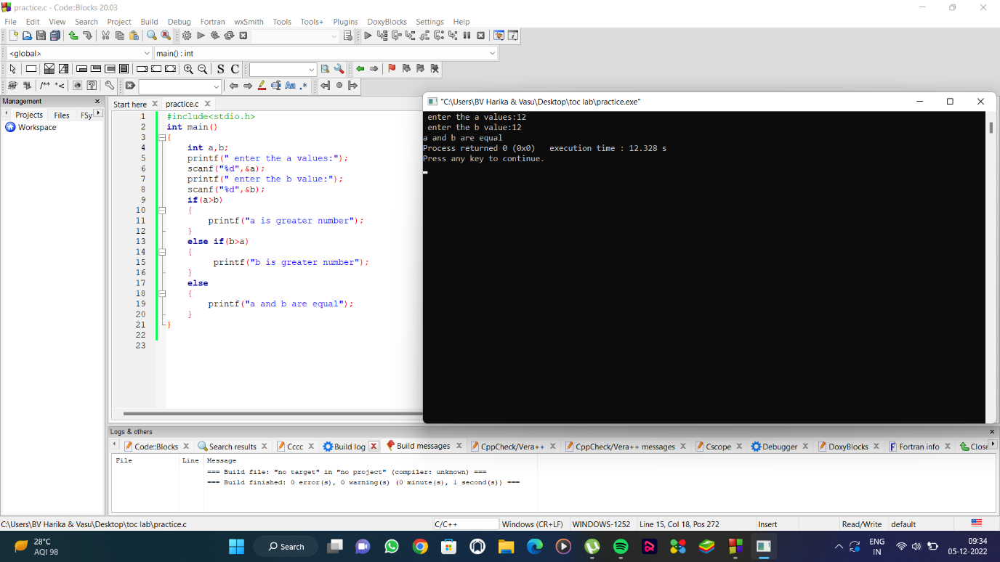 practice.c - Code::Blocks 20.03
File Edit View Search Project Build Debug Fortran wxSmith Tools Tools+ Plugins DoxyBlocks Settings Help
<global> main() : int
S C
/** *< Aa .*
Management
Projects Files FSy
Workspace
Start here practice.c
1 #include<stdio.h>
2 int main()
3 {
4 int a,b;
5 printf(" enter the a values:");
6 scanf("%d",&a);
7 printf(" enter the b value:");
8 scanf("%d",&b);
9 if(a>b)
10 {
11 printf("a is greater number");
12 }
13 else if(b>a)
14 {
15 printf("b is greater number");
16 }
17 else
18 {
19 printf("a and b are equal");
20 }
21 }
22
23
"C:\Users\BV Harika & Vasu\Desktop\toc lab\practice.exe"
enter the a values:12
enter the b value:12
a and b are equal
Process returned 0 (0x0) execution time : 12.328 s
Press any key to continue.
Logs & others
Code::Blocks Search results Cccc Build log Build messages CppCheck/Vera++ CppCheck/Vera++ messages Cscope Debugger DoxyBlocks Fortran info Close
File Line Message
=== Build file: "no target" in "no project" (compiler: unknown) ===
=== Build finished: 0 error(s), 0 warning(s) (0 minute(s), 1 second(s)) ===
C:\Users\BV Harika & Vasu\Desktop\toc lab\practice.c C/C++ Windows (CR+LF) WINDOWS-1252 Line 15, Col 18, Pos 272 Insert Read/Write default
28°C
AQI 98
Search
ENG
IN
09:34
05-12-2022